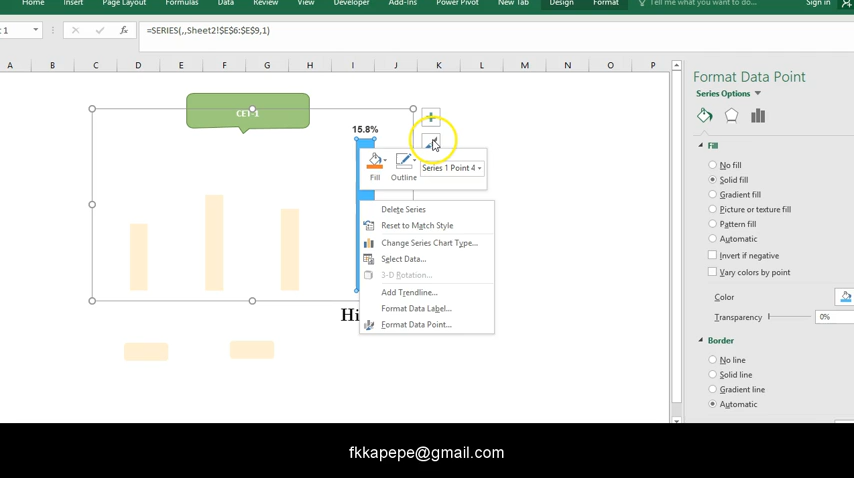 Home Insert Page Layout Formulas Data Review View Developer Add-Ins Power Pivot New Tab Design Format Tell me what you want to do... Sign in
1 fx =SERIES(,,Sheet2!$E$6:$E$9,1)
A B C D E F G H I J K L M N O P
Format Data Point
Series Options
CET-1
15.8%
Fill Outline Series 1 Point 4
Delete Series
Reset to Match Style
Change Series Chart Type...
Select Data...
3-D Rotation...
Add Trendline...
Format Data Label...
Format Data Point...
Hi
Fill
No fill
Solid fill
Gradient fill
Picture or texture fill
Pattern fill
Automatic
Invert if negative
Vary colors by point
Color
Transparency 0%
Border
No line
Solid line
Gradient line
Automatic
fkkapepe@gmail.com